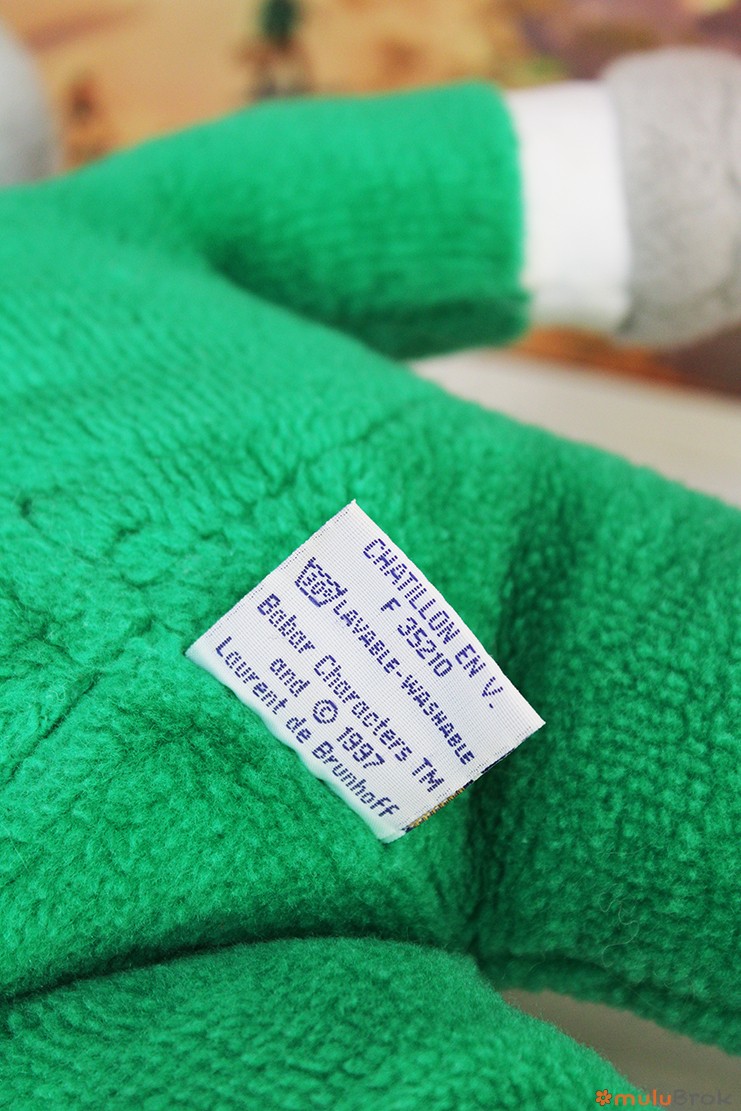 CHATILLON EN V.
F 35210
LAVABLE-WASHABLE
Babar Characters TM
and © 1997
Laurent de Brunhoff
muluBrok